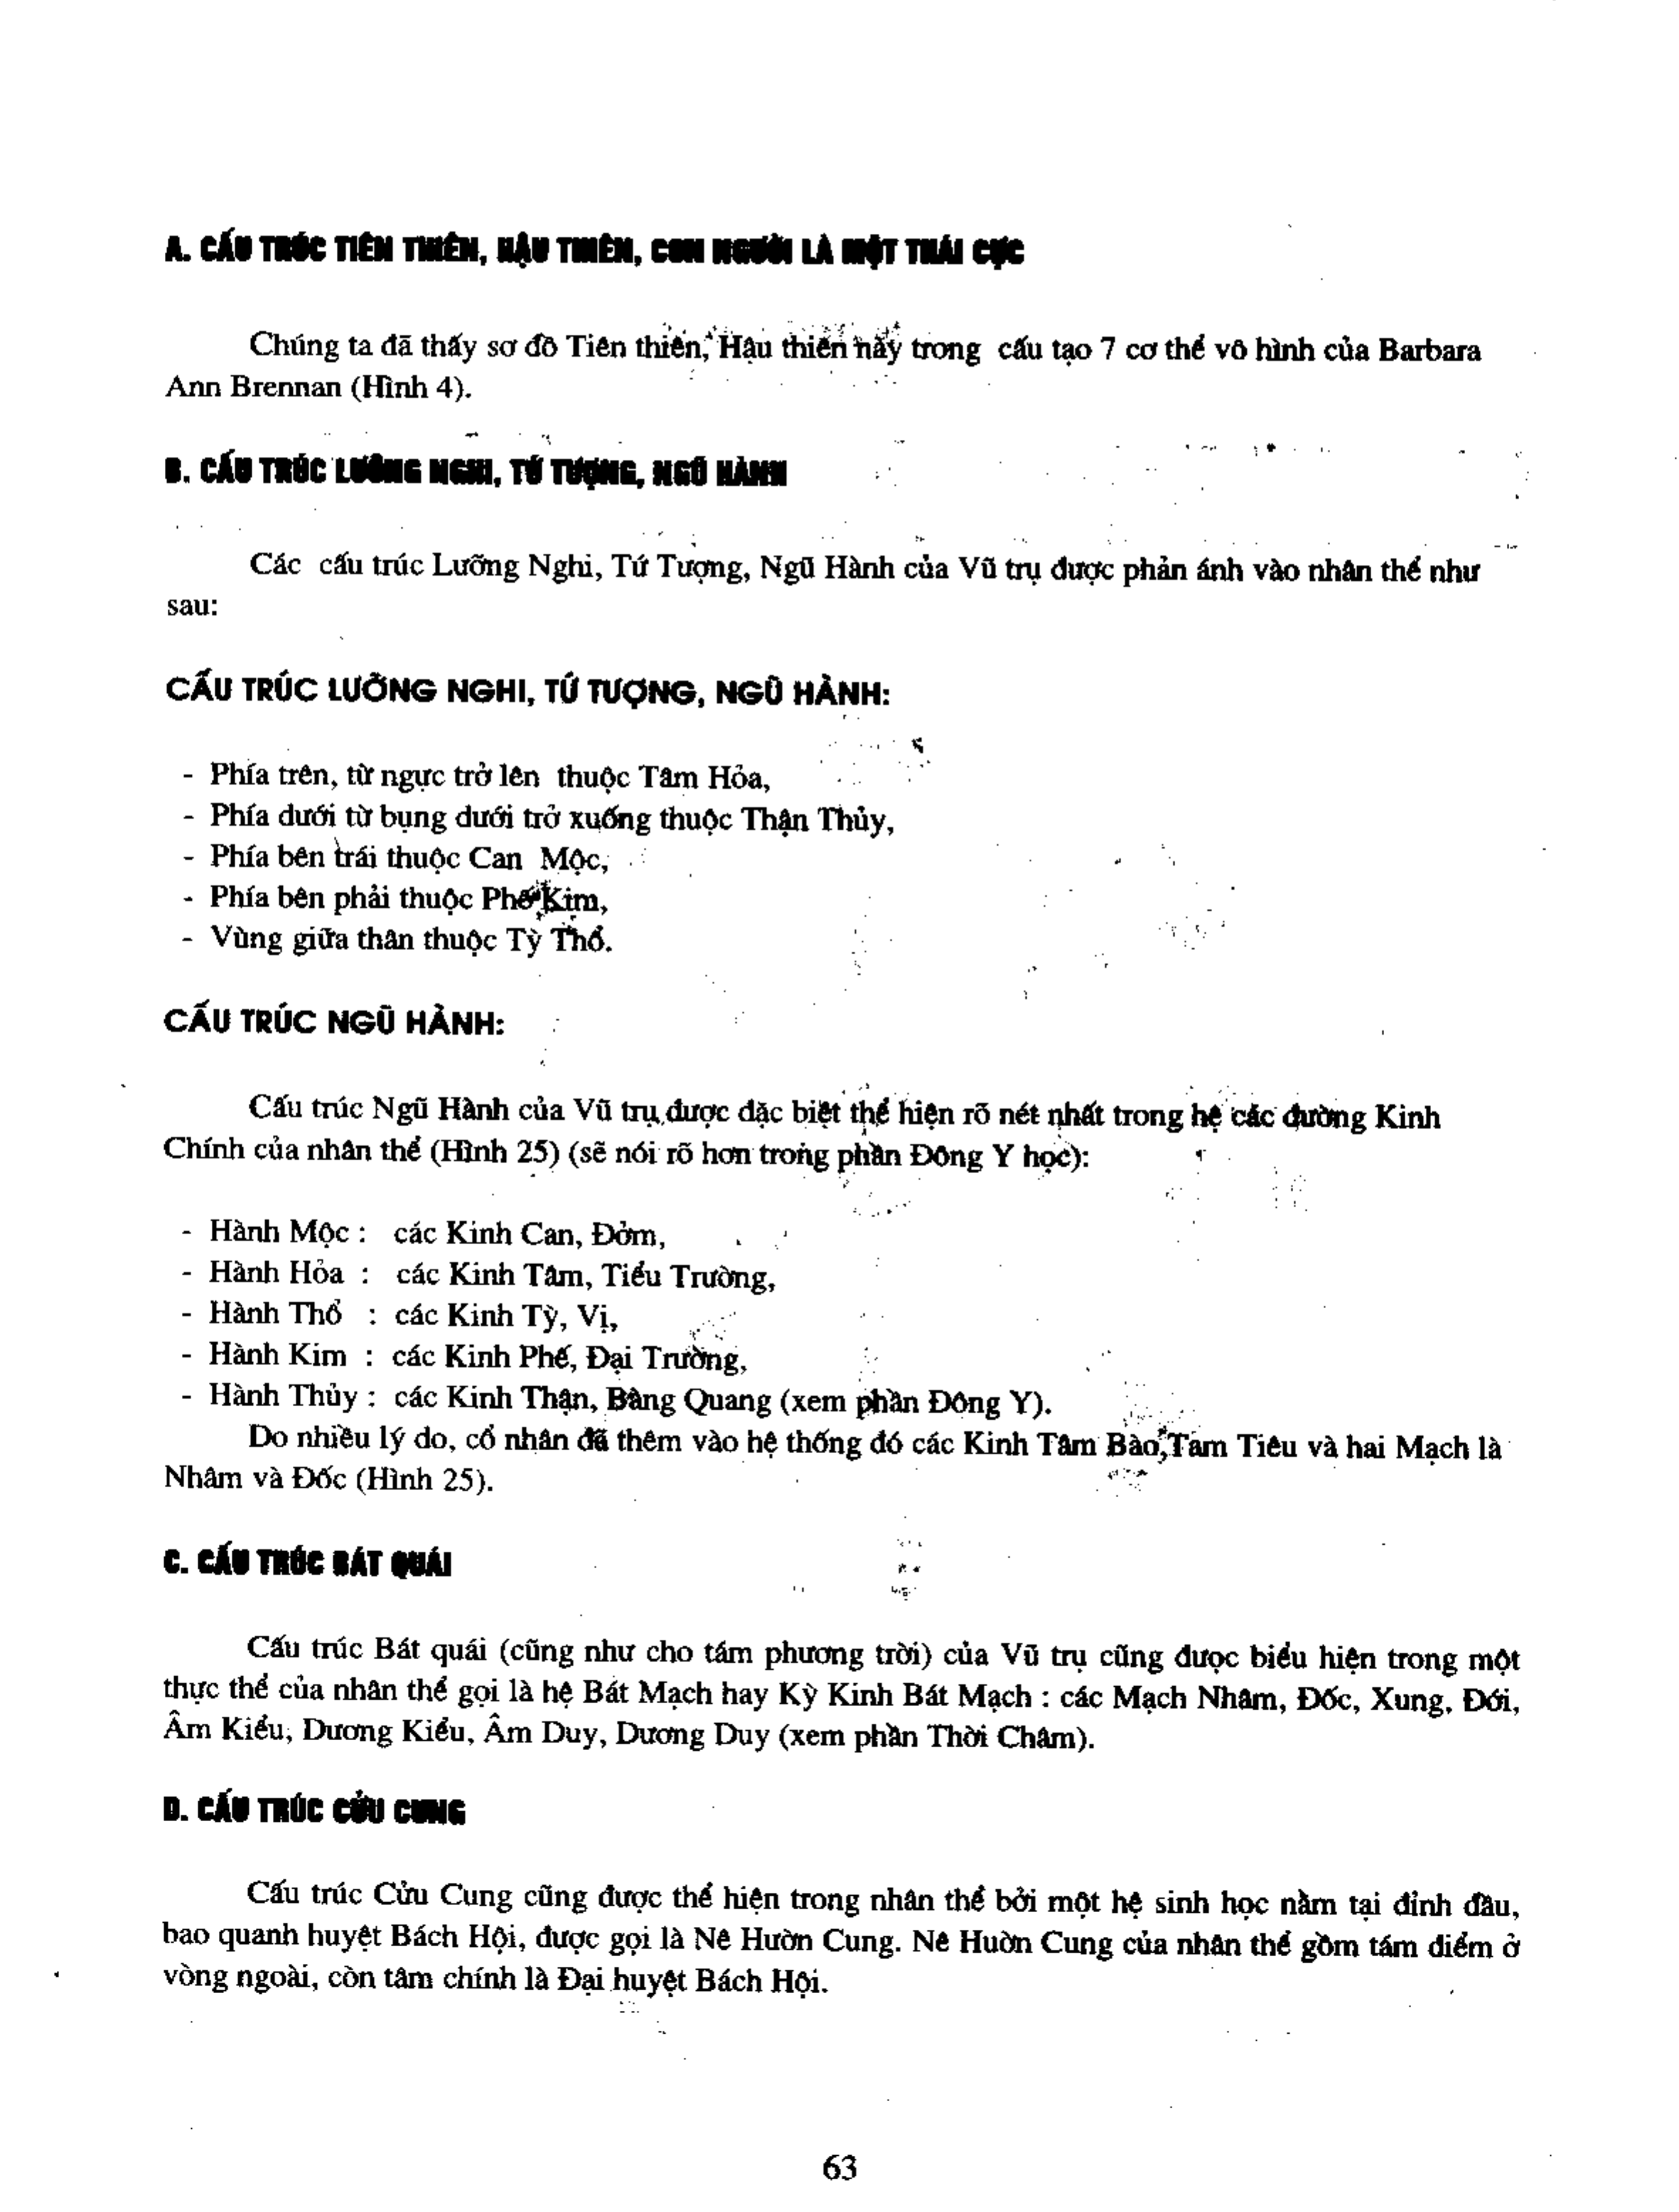 A. CẤU TRÚC TIÊN THIÊN, HẬU THIÊN, CON NGƯỜI LÀ MỘT THÁI CỰC
Chúng ta đã thấy sơ đồ Tiên thiên, Hậu thiên này trong cấu tạo 7 cơ thể vô hình của Barbara
Ann Brennan (Hình 4).
B. CẤU TRÚC LƯỠNG NGHI, TỨ TƯỢNG, NGŨ HÀNH
Các cấu trúc Lưỡng Nghi, Tứ Tượng, Ngũ Hành của Vũ trụ được phản ánh vào nhân thể như
sau:
CẤU TRÚC LƯỠNG NGHI, TỨ TƯỢNG, NGŨ HÀNH:
- Phía trên, từ ngực trở lên thuộc Tâm Hỏa,
- Phía dưới từ bụng dưới trở xuống thuộc Thận Thủy,
- Phía bên trái thuộc Can Mộc,
- Phía bên phải thuộc Phế Kim,
- Vùng giữa thân thuộc Tỳ Thổ.
CẤU TRÚC NGŨ HÀNH:
Cấu trúc Ngũ Hành của Vũ trụ được đặc biệt thể hiện rõ nét nhất trong hệ các đường Kinh
Chính của nhân thể (Hình 25) (sẽ nói rõ hơn trong phần Đông Y học):
- Hành Mộc : các Kinh Can, Đởm,
- Hành Hỏa : các Kinh Tâm, Tiểu Trường,
- Hành Thổ : các Kinh Tỳ, Vị,
- Hành Kim : các Kinh Phế, Đại Trường,
- Hành Thủy : các Kinh Thận, Bàng Quang (xem phần Đông Y).
Do nhiều lý do, cổ nhân đã thêm vào hệ thống đó các Kinh Tâm Bào, Tam Tiêu và hai Mạch là
Nhâm và Đốc (Hình 25).
C. CẤU TRÚC BÁT QUÁI
Cấu trúc Bát quái (cũng như cho tám phương trời) của Vũ trụ cũng được biểu hiện trong một
thực thể của nhân thể gọi là hệ Bát Mạch hay Kỳ Kinh Bát Mạch : các Mạch Nhâm, Đốc, Xung, Đới,
Âm Kiểu, Dương Kiểu, Âm Duy, Dương Duy (xem phần Thời Châm).
D. CẤU TRÚC CỬU CUNG
Cấu trúc Cửu Cung cũng được thể hiện trong nhân thể bởi một hệ sinh học nằm tại đỉnh đầu,
bao quanh huyệt Bách Hội, được gọi là Nê Hườn Cung. Nê Huờn Cung của nhân thể gồm tám điểm ở
vòng ngoài, còn tâm chính là Đại huyệt Bách Hội.
63